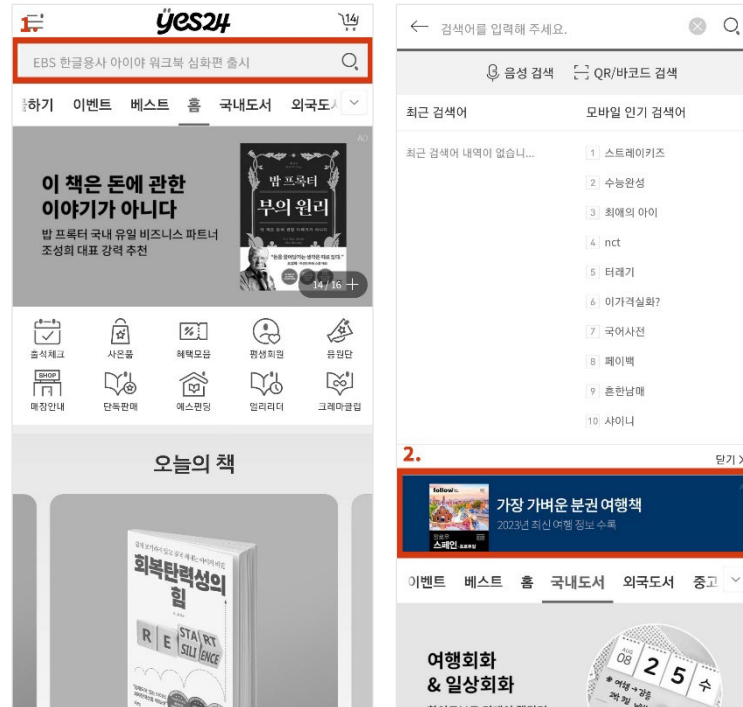 1.
yes24
14
EBS 한글용사 아이야 워크북 심화편 출시
하기 이벤트 베스트 홈 국내도서 외국도서
AD
이 책은 돈에 관한
이야기가 아니다
밥 프록터 국내 유일 비즈니스 파트너
조성희 대표 강력 추천
밥 프록터
부의 원리
14 / 16 +
출석체크 사은품 혜택모음 평생회원 응원단
SHOP
매장안내 단독판매 예스펀딩 얼리리더 크레마클럽
오늘의 책
회복탄력성의
힘
RE START
SILIENCE
검색어를 입력해 주세요.
음성 검색 QR/바코드 검색
최근 검색어 모바일 인기 검색어
최근 검색어 내역이 없습니...
1 스트레이키즈
2 수능완성
3 최애의 아이
4 nct
5 터래기
6 이가격실화?
7 국어사전
8 페이백
9 흔한남매
10 샤이니
2.
닫기 X
follow
팔로우
스페인·포르투갈
가장 가벼운 분권 여행책
2023년 최신 여행 정보 수록
이벤트 베스트 홈 국내도서 외국도서 중고
여행회화
& 일상회화
AUG
08 2 5 수